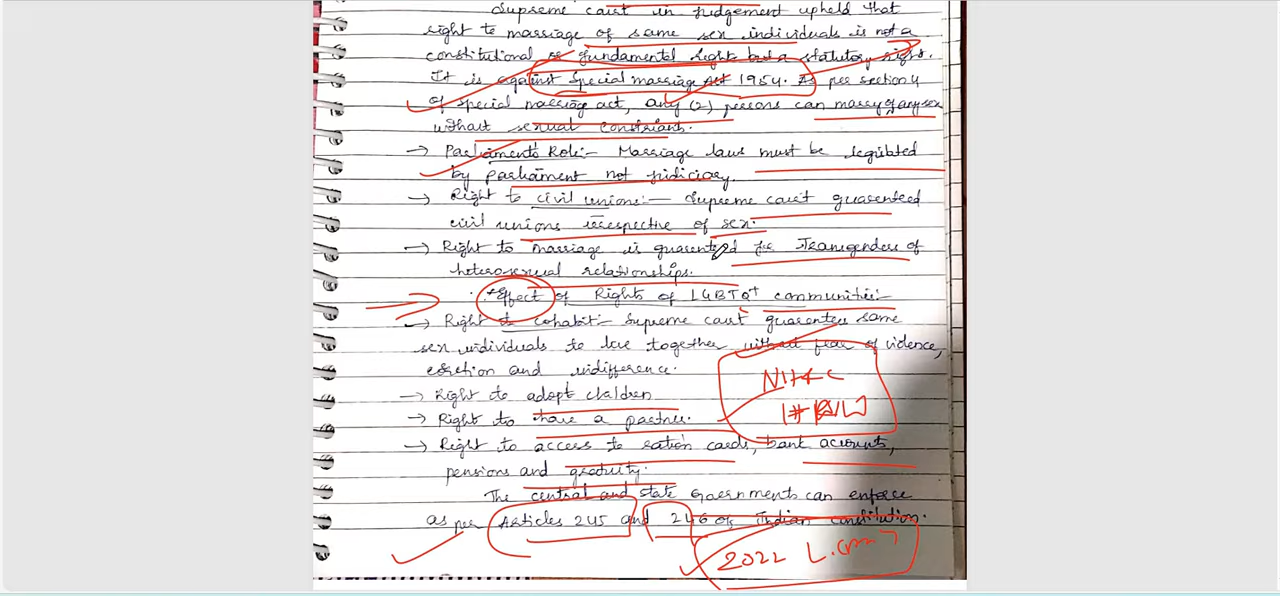 Supreme court in judgement upheld that
right to marriage of same sex individuals is not a
constitutional or fundamental right but a statutory right.
It is against Special marriage Act 1954. As per section 4
of special marriage act, any (2) persons can marry of any sex
without sexual constraints.
→ Parliament's Role:- Marriage laws must be regulated
by parliament not judiciary.
→ Right to civil unions:- Supreme court guarenteed
civil unions irrespective of sex.
→ Right to marriage is guarenteed for Transgenders of
heterosexual relationships.
*Effect of Rights of LGBTQ+ communities:-
→ Right to cohabit:- Supreme court guarentees same
sex individuals to live together without fear of violence,
and indifference.
→ Right to adopt children
→ Right to have a partner.
→ Right to access to ration cards, bank accounts,
pensions and gratuity.
The central and state Governments can enforce
as per Articles 245 and 246 of Indian constitution.
2022